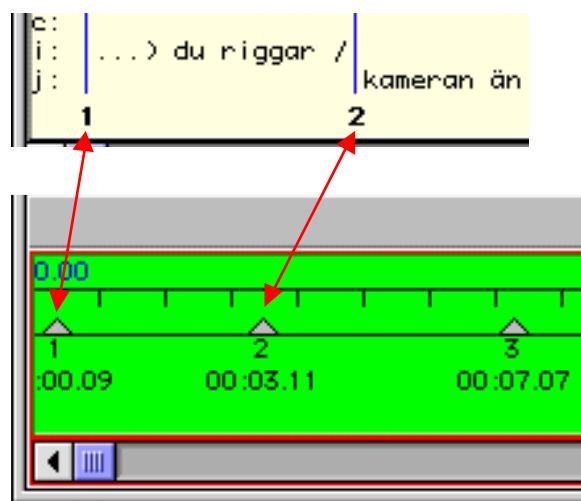 e:
i: ...) du riggar /
j: kameran än
1 2
0.00
1 2 3
:00.09 00:03.11 00:07.07